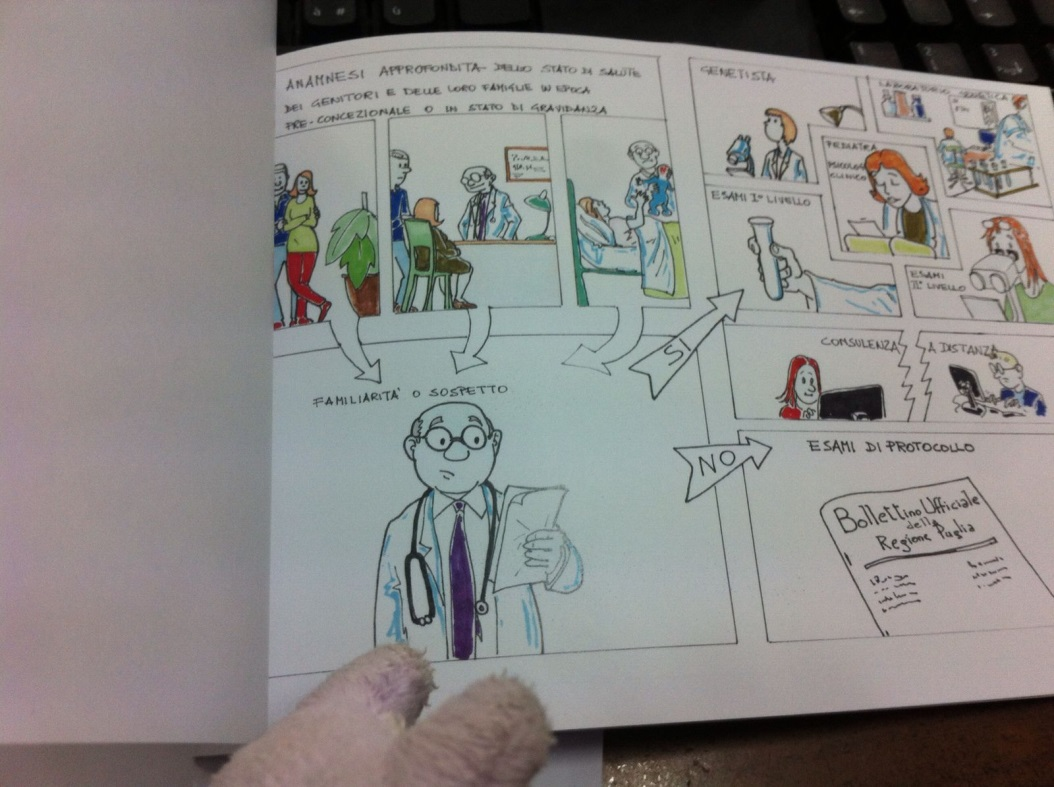 ANAMNESI APPROFONDITA DELLO STATO DI SALUTE
DEI GENITORI E DELLE LORO FAMIGLIE IN EPOCA
PRE-CONCEZIONALE O IN STATO DI GRAVIDANZA
FAMILIARITA' O SOSPETTO
SI
NO
GENETISTA
LABORATORIO GENETICA
PEDIATRA
PSICOLOGO
CLINICO
ESAMI I° LIVELLO
ESAMI
II° LIVELLO
CONSULENZA
A DISTANZA
ESAMI DI PROTOCOLLO
Bollettino Ufficiale
della
Regione Puglia